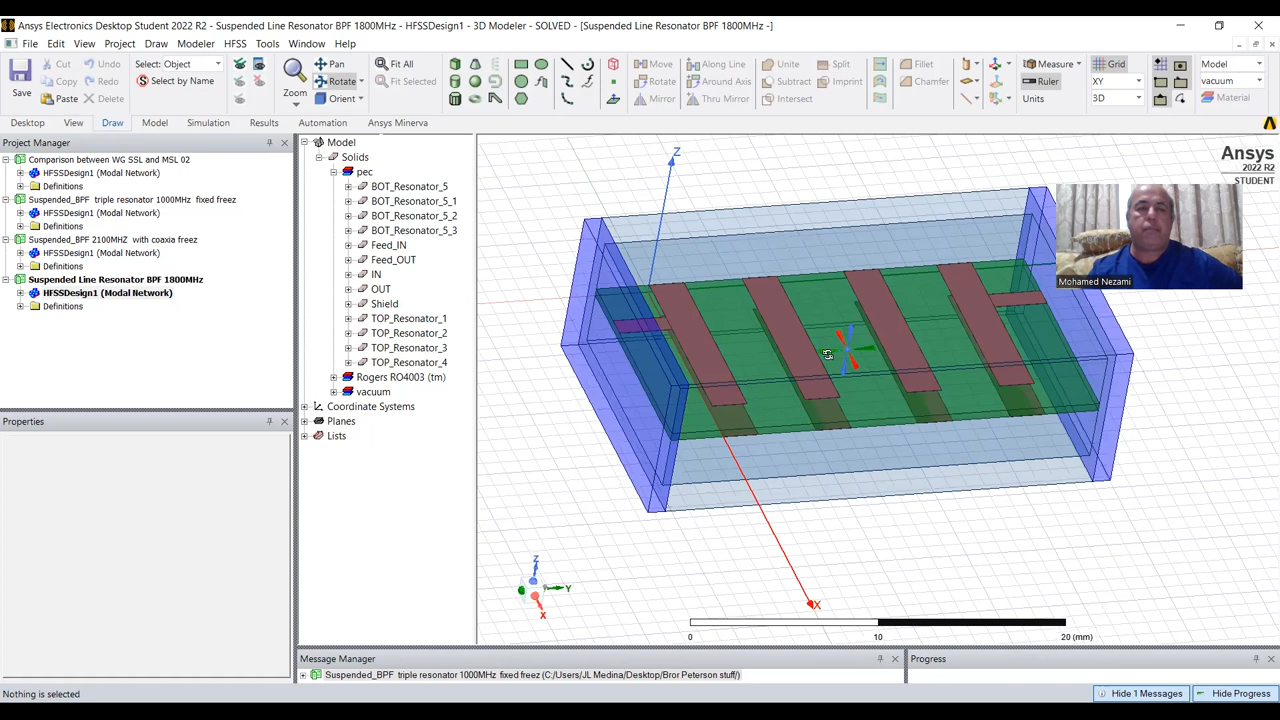 Ansys Electronics Desktop Student 2022 R2 - Suspended Line Resonator BPF 1800MHz - HFSSDesign1 - 3D Modeler - SOLVED - [Suspended Line Resonator BPF 1800MHz -]
File Edit View Project Draw Modeler HFSS Tools Window Help
Cut Undo Select: Object Pan Fit All Move Along Line Unite Split Fillet Measure Grid Model
Save Copy Redo Select by Name Zoom Rotate Fit Selected Rotate Around Axis Subtract Imprint Chamfer Ruler XY vacuum
Paste Delete Orient Mirror Thru Mirror Intersect Units 3D Material
Desktop View Draw Model Simulation Results Automation Ansys Minerva
Project Manager
Comparison between WG SSL and MSL 02
HFSSDesign1 (Modal Network)
Definitions
Suspended_BPF triple resonator 1000MHz fixed freez
HFSSDesign1 (Modal Network)
Definitions
Suspended_BPF 2100MHZ with coaxia freez
HFSSDesign1 (Modal Network)
Definitions
Suspended Line Resonator BPF 1800MHz
HFSSDesign1 (Modal Network)
Definitions
Properties
Model
Solids
pec
BOT_Resonator_5
BOT_Resonator_5_1
BOT_Resonator_5_2
BOT_Resonator_5_3
Feed_IN
Feed_OUT
IN
OUT
Shield
TOP_Resonator_1
TOP_Resonator_2
TOP_Resonator_3
TOP_Resonator_4
Rogers RO4003 (tm)
vacuum
Coordinate Systems
Planes
Lists
Z
X
Z
Y
X
0 10 20 (mm)
Ansys
2022 R2
STUDENT
Mohamed Nezami
Message Manager
Suspended_BPF triple resonator 1000MHz fixed freez (C:/Users/JL Medina/Desktop/Bror Peterson stuff/)
Progress
Nothing is selected
Hide 1 Messages
Hide Progress